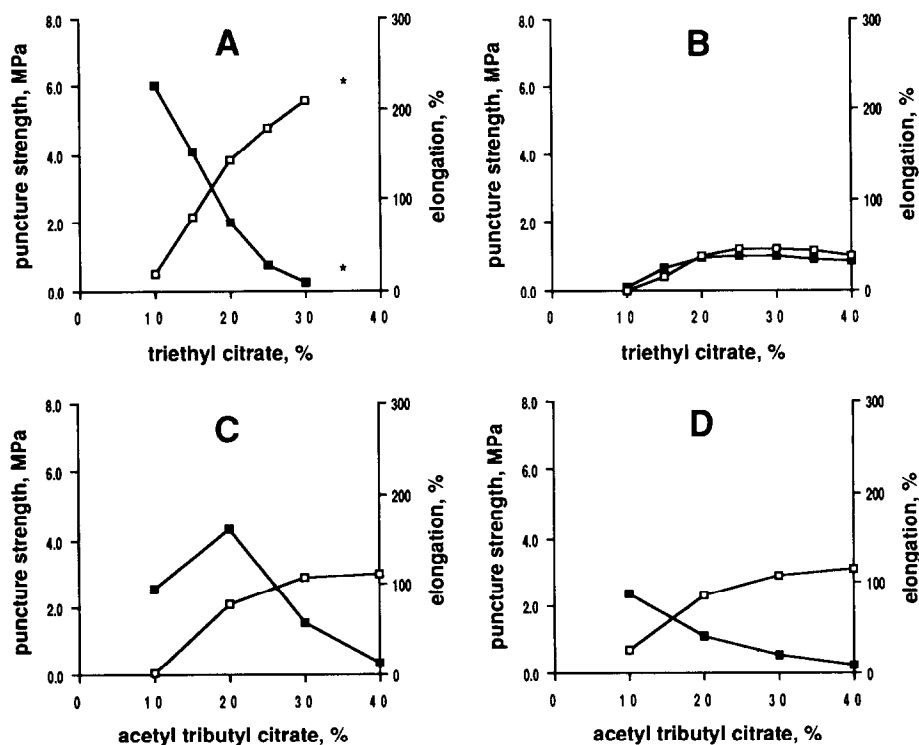 A
puncture strength, MPa
8.0
6.0
4.0
2.0
0.0
300
200
100
0
elongation, %
0 10 20 30 40
triethyl citrate, %
*
*
B
puncture strength, MPa
8.0
6.0
4.0
2.0
0.0
300
200
100
0
elongation, %
0 10 20 30 40
triethyl citrate, %
C
puncture strength, MPa
8.0
6.0
4.0
2.0
0.0
300
200
100
0
elongation, %
0 10 20 30 40
acetyl tributyl citrate, %
D
puncture strength, MPa
8.0
6.0
4.0
2.0
0.0
300
200
100
0
elongation, %
0 10 20 30 40
acetyl tributyl citrate, %